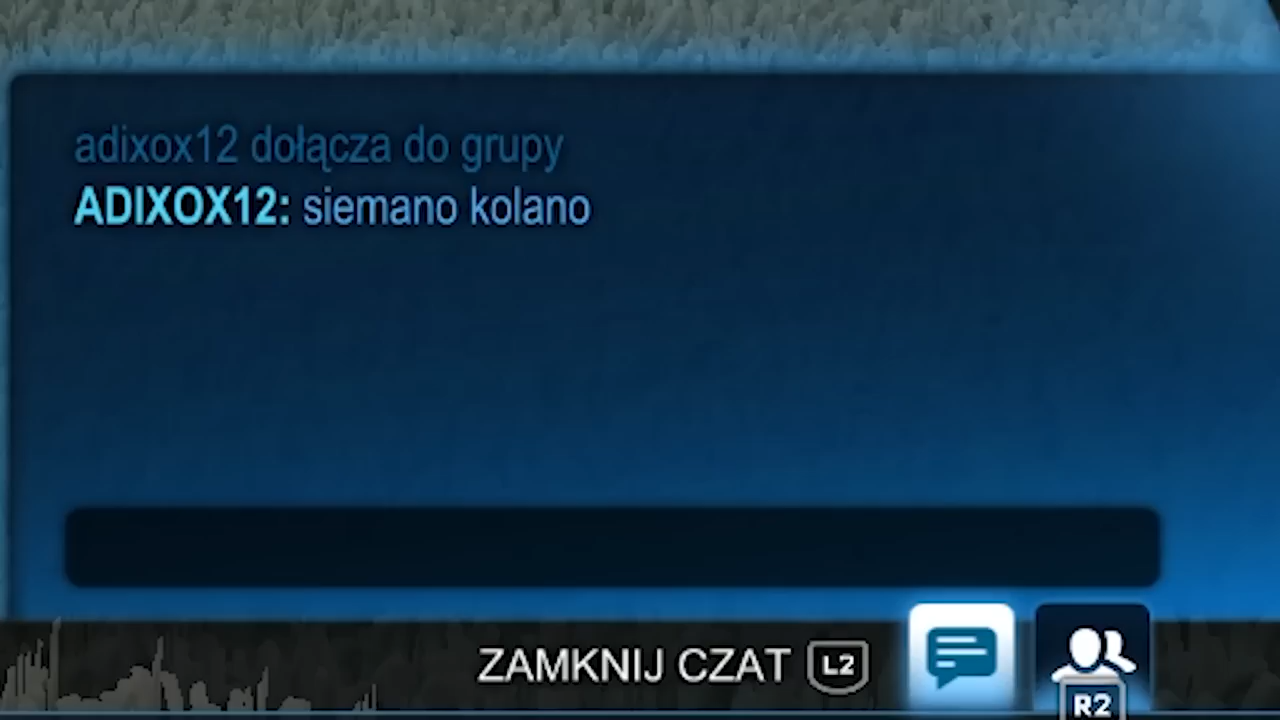 adixox12 dołącza do grupy
ADIXOX12: siemano kolano
ZAMKNIJ CZAT L2
R2